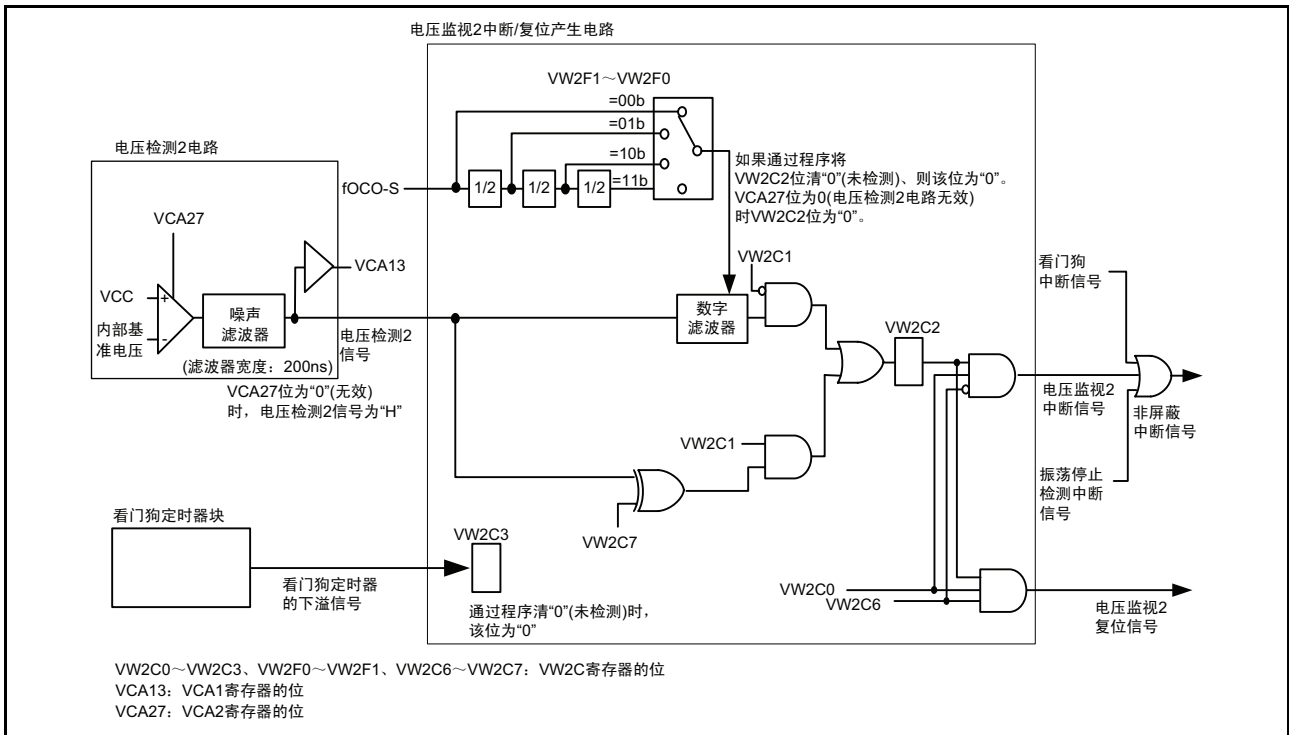 电压监视2中断/复位产生电路
VW2F1～VW2F0
=00b
=01b
=10b
=11b
电压检测2电路
fOCO-S
1/2
1/2
1/2
如果通过程序将
VW2C2位清“0”(未检测)、则该位为“0”。
VCA27位为0(电压检测2电路无效)
时VW2C2位为“0”。
VCA27
VCA13
VCC
+
内部基
准电压
-
噪声
滤波器
(滤波器宽度：200ns)
电压检测2
信号
VCA27位为“0”(无效)
时，电压检测2信号为“H”
VW2C1
数字
滤波器
VW2C2
看门狗
中断信号
电压监视2
中断信号
非屏蔽
中断信号
VW2C1
振荡停止
检测中断
信号
VW2C7
看门狗定时器块
看门狗定时器
的下溢信号
VW2C3
通过程序清“0”(未检测)时，
该位为“0”
VW2C0
VW2C6
电压监视2
复位信号
VW2C0～VW2C3、VW2F0～VW2F1、VW2C6～VW2C7：VW2C寄存器的位
VCA13：VCA1寄存器的位
VCA27：VCA2寄存器的位